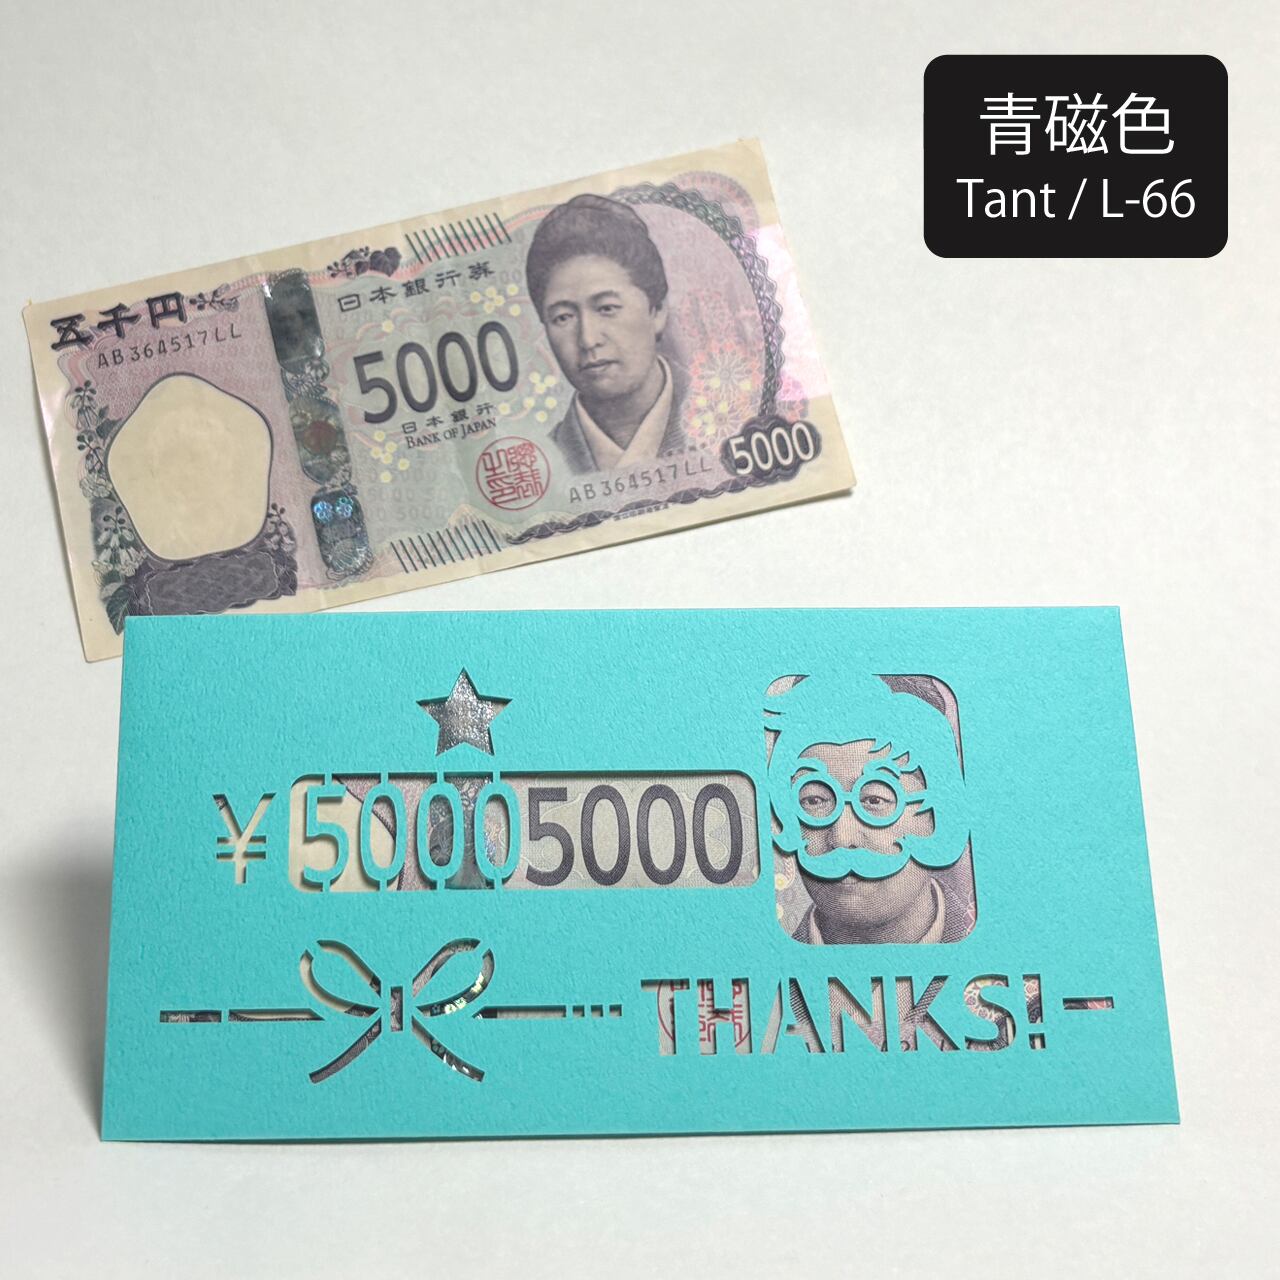 青磁色
Tant / L-66
五千円
AB364517LL
日本銀行券
5000
日本銀行
BANK OF JAPAN
AB364517LL
5000
¥50005000
THANKS!